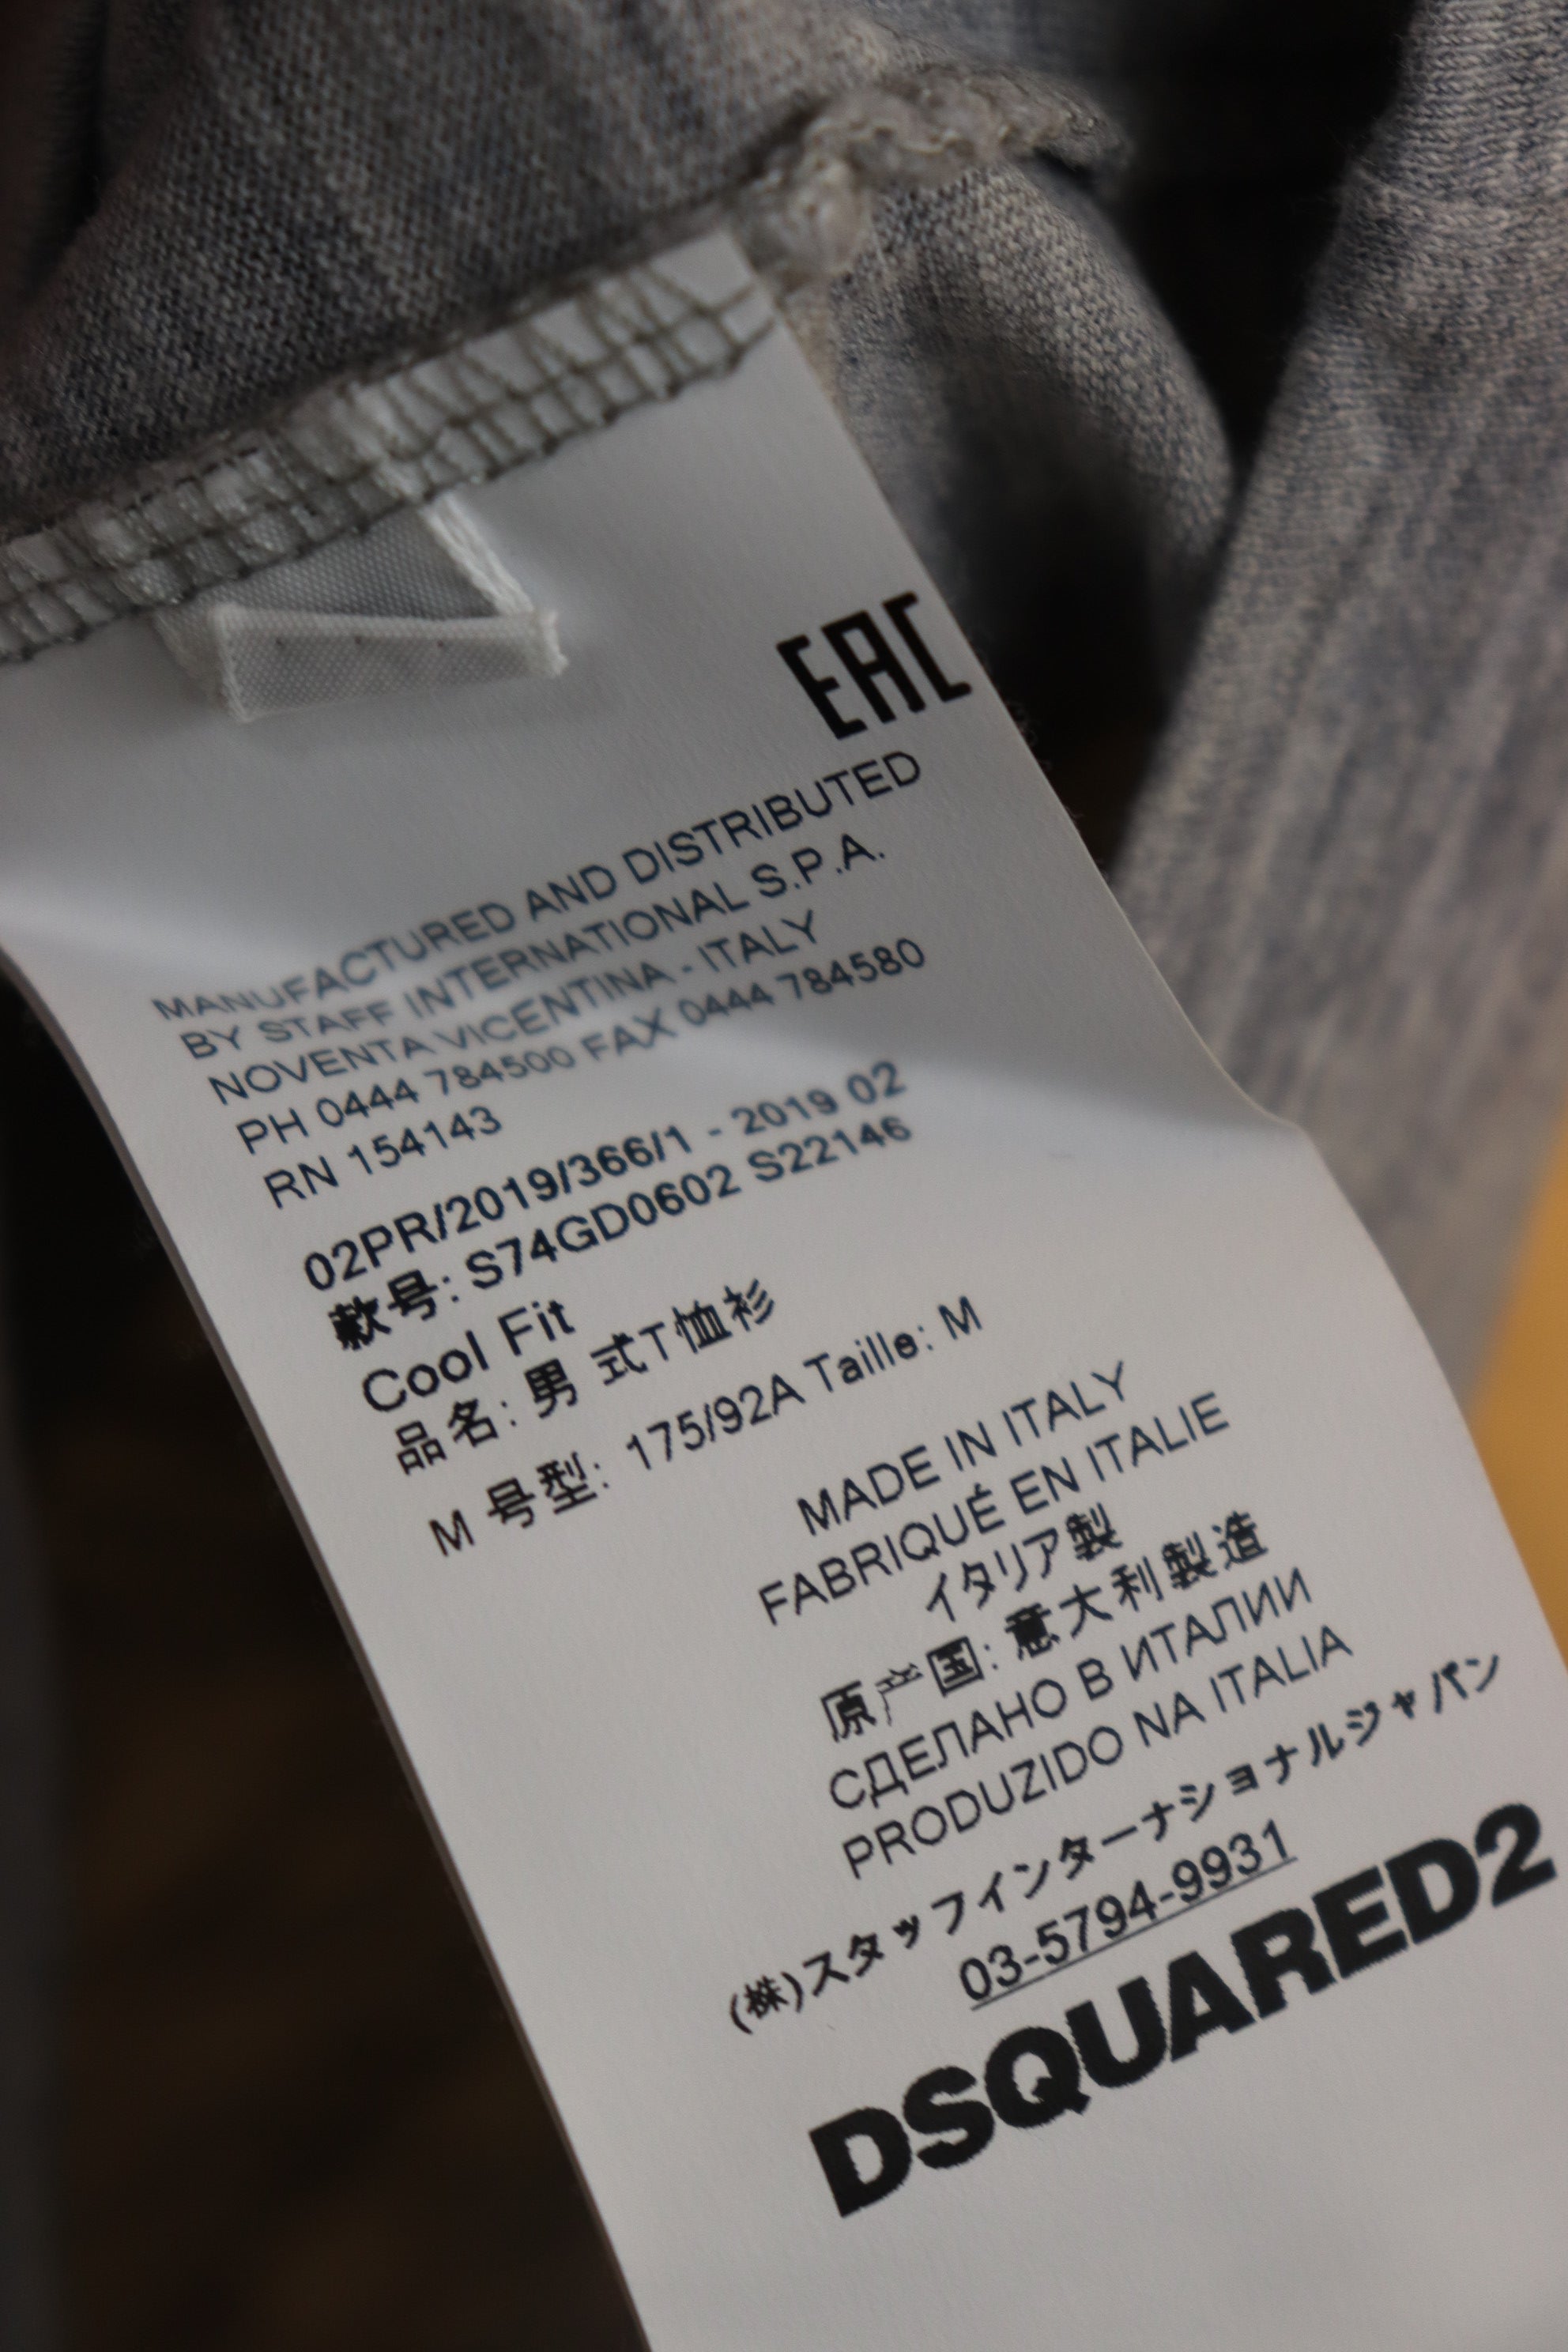 EAC
MANUFACTURED AND DISTRIBUTED
BY STAFF INTERNATIONAL S.P.A.
NOVENTA VICENTINA - ITALY
PH 0444 784500 FAX 0444 784580
RN 154143
02PR/2019/366/1 - 2019 02
款号: S74GD0602 S22146
Cool Fit
品名: 男 式T恤衫
M 号型: 175/92A Taille: M
MADE IN ITALY
FABRIQUÉ EN ITALIE
イタリア製
原产国: 意大利製造
СДЕЛАНО В ИТАЛИИ
PRODUZIDO NA ITALIA
(株)スタッフインターナショナルジャパン
03-5794-9931
DSQUARED2